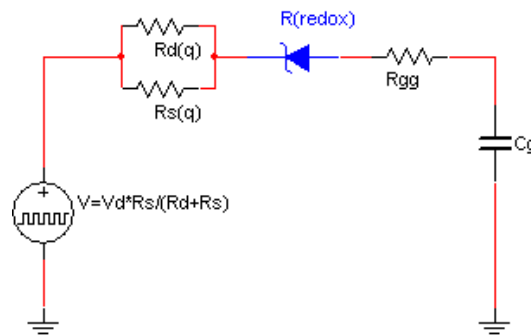 R(redox)
Rd(q)
Rgg
Rs(q)
Cg
+
V=Vd*Rs/(Rd+Rs)